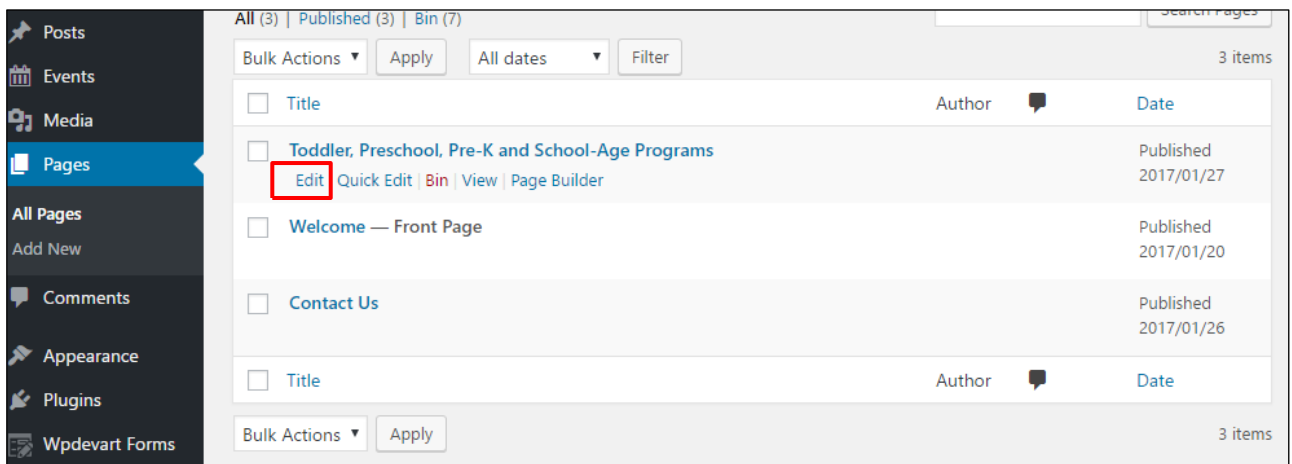 Posts
Events
Media
Pages
All Pages
Add New
Comments
Appearance
Plugins
Wpdevart Forms
All (3) | Published (3) | Bin (7)
Search Pages
Bulk Actions Apply All dates Filter 3 items
Title Author Date
Toddler, Preschool, Pre-K and School-Age Programs Published
Edit Quick Edit | Bin | View | Page Builder 2017/01/27
Welcome — Front Page Published
2017/01/20
Contact Us Published
2017/01/26
Title Author Date
Bulk Actions Apply 3 items